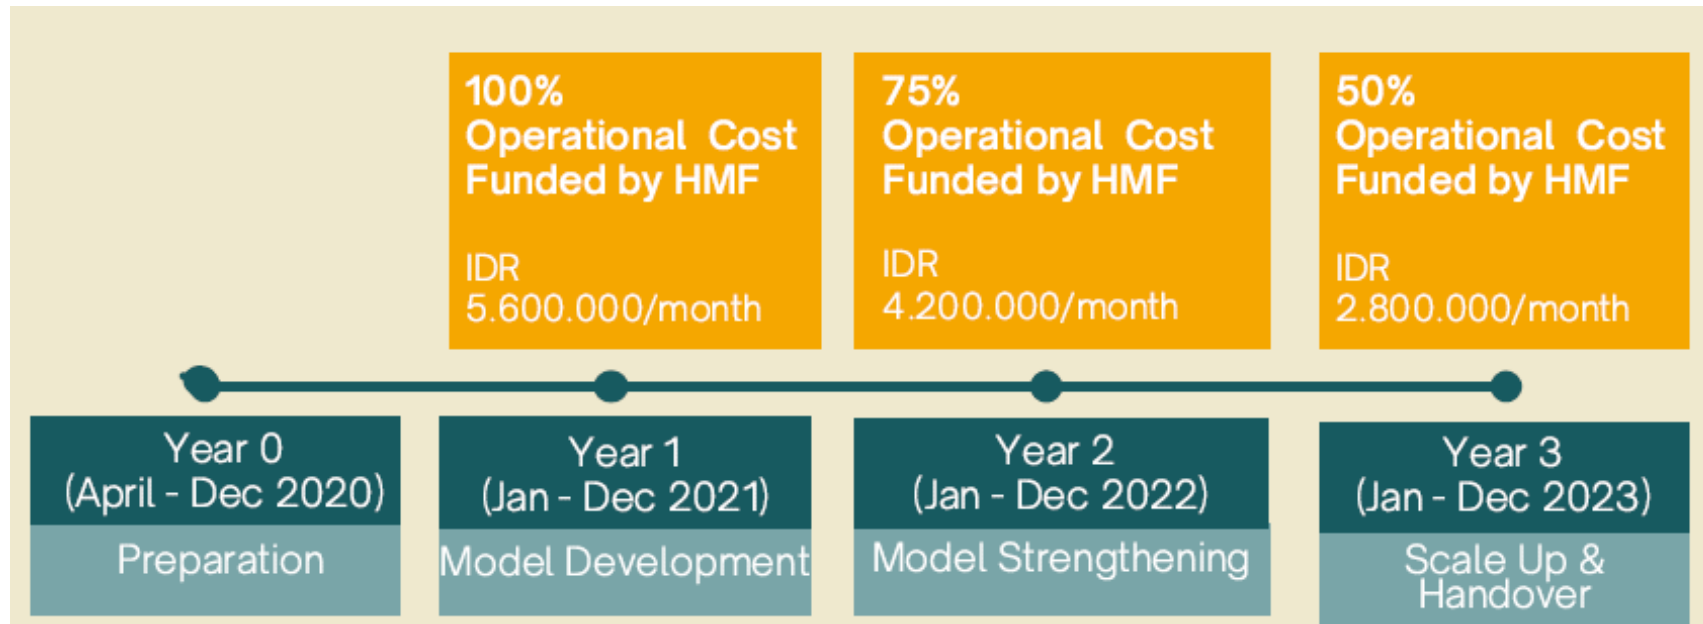 100%
Operational Cost
Funded by HMF
IDR
5.600.000/month
75%
Operational Cost
Funded by HMF
IDR
4.200.000/month
50%
Operational Cost
Funded by HMF
IDR
2.800.000/month
Year 0
(April - Dec 2020)
Preparation
Year 1
(Jan - Dec 2021)
Model Development
Year 2
(Jan - Dec 2022)
Model Strengthening
Year 3
(Jan - Dec 2023)
Scale Up &
Handover